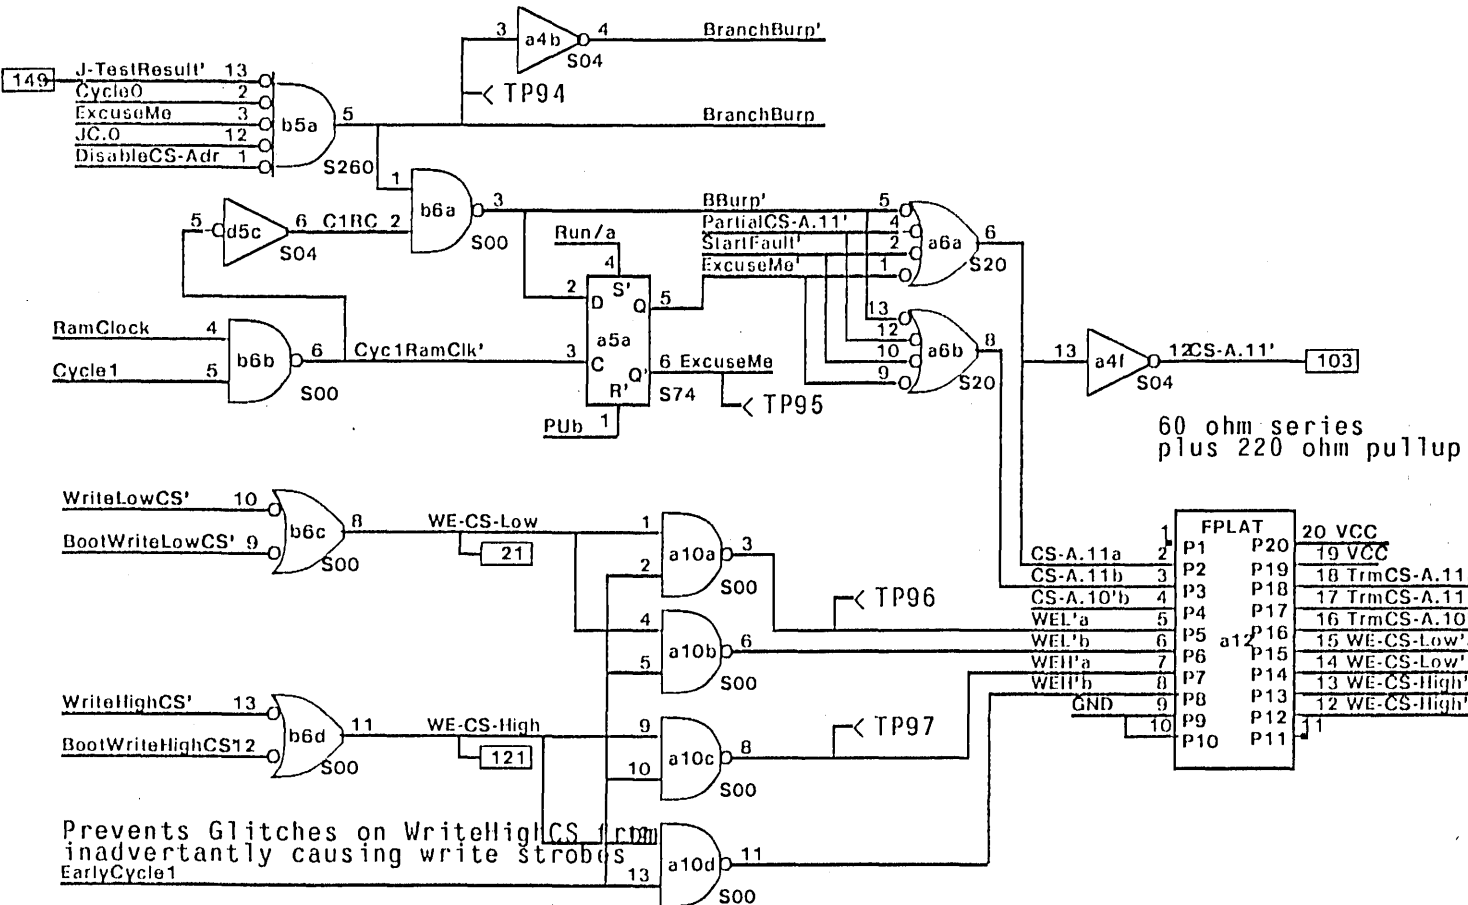 3 a4b 4 BranchBurp'
S04
149 J-TestResult' 13
Cycle0 2
TP94
ExcuseMe 3 b5a 5 BranchBurp
JC.0 12
DisableCS-Adr 1 S260
1 b6a 3 BBurp' 5
5 d5c 6 C1RC 2 S00
S04
PartialCS-A.11' 4 a6a 6
Run/a StartFault' 2 S20
4 ExcuseMe' 1
2 D S' Q 5
RamClock 4 a5a 13
b6b 6 Cyc1RamClk' 3 C 12 a6b 8
Cycle1 5 S00 Q' 6 ExcuseMe 10 S20
R' S74 TP95 9
PUb 1
13 a4f 12 CS-A.11' 103
S04
60 ohm series
plus 220 ohm pullup
WriteLowCS' 10 b6c 8 WE-CS-Low 1 a10a 3
BootWriteLowCS' 9 S00 21 2 S00
TP96
4 a10b 6
5 S00
FPLAT
1 P1 P20 20 VCC
CS-A.11a 2 P2 P19 19 VCC
CS-A.11b 3 P3 P18 18 TrmCS-A.11
CS-A.10'b 4 P4 P17 17 TrmCS-A.11
WEL'a 5 P5 a12 P16 16 TrmCS-A.10
WEL'b 6 P6 P15 15 WE-CS-Low'
WEH'a 7 P7 P14 14 WE-CS-Low'
WEH'b 8 P8 P13 13 WE-CS-High'
GND 9 P9 P12 12 WE-CS-High'
10 P10 P11 11
WriteHighCS' 13 b6d 11 WE-CS-High 9 a10c 8 TP97
BootWriteHighCS' 12 S00 121 10 S00
Prevents Glitches on WriteHighCS from 12
inadvertantly causing write strobes
EarlyCycle1 13 a10d 11
S00